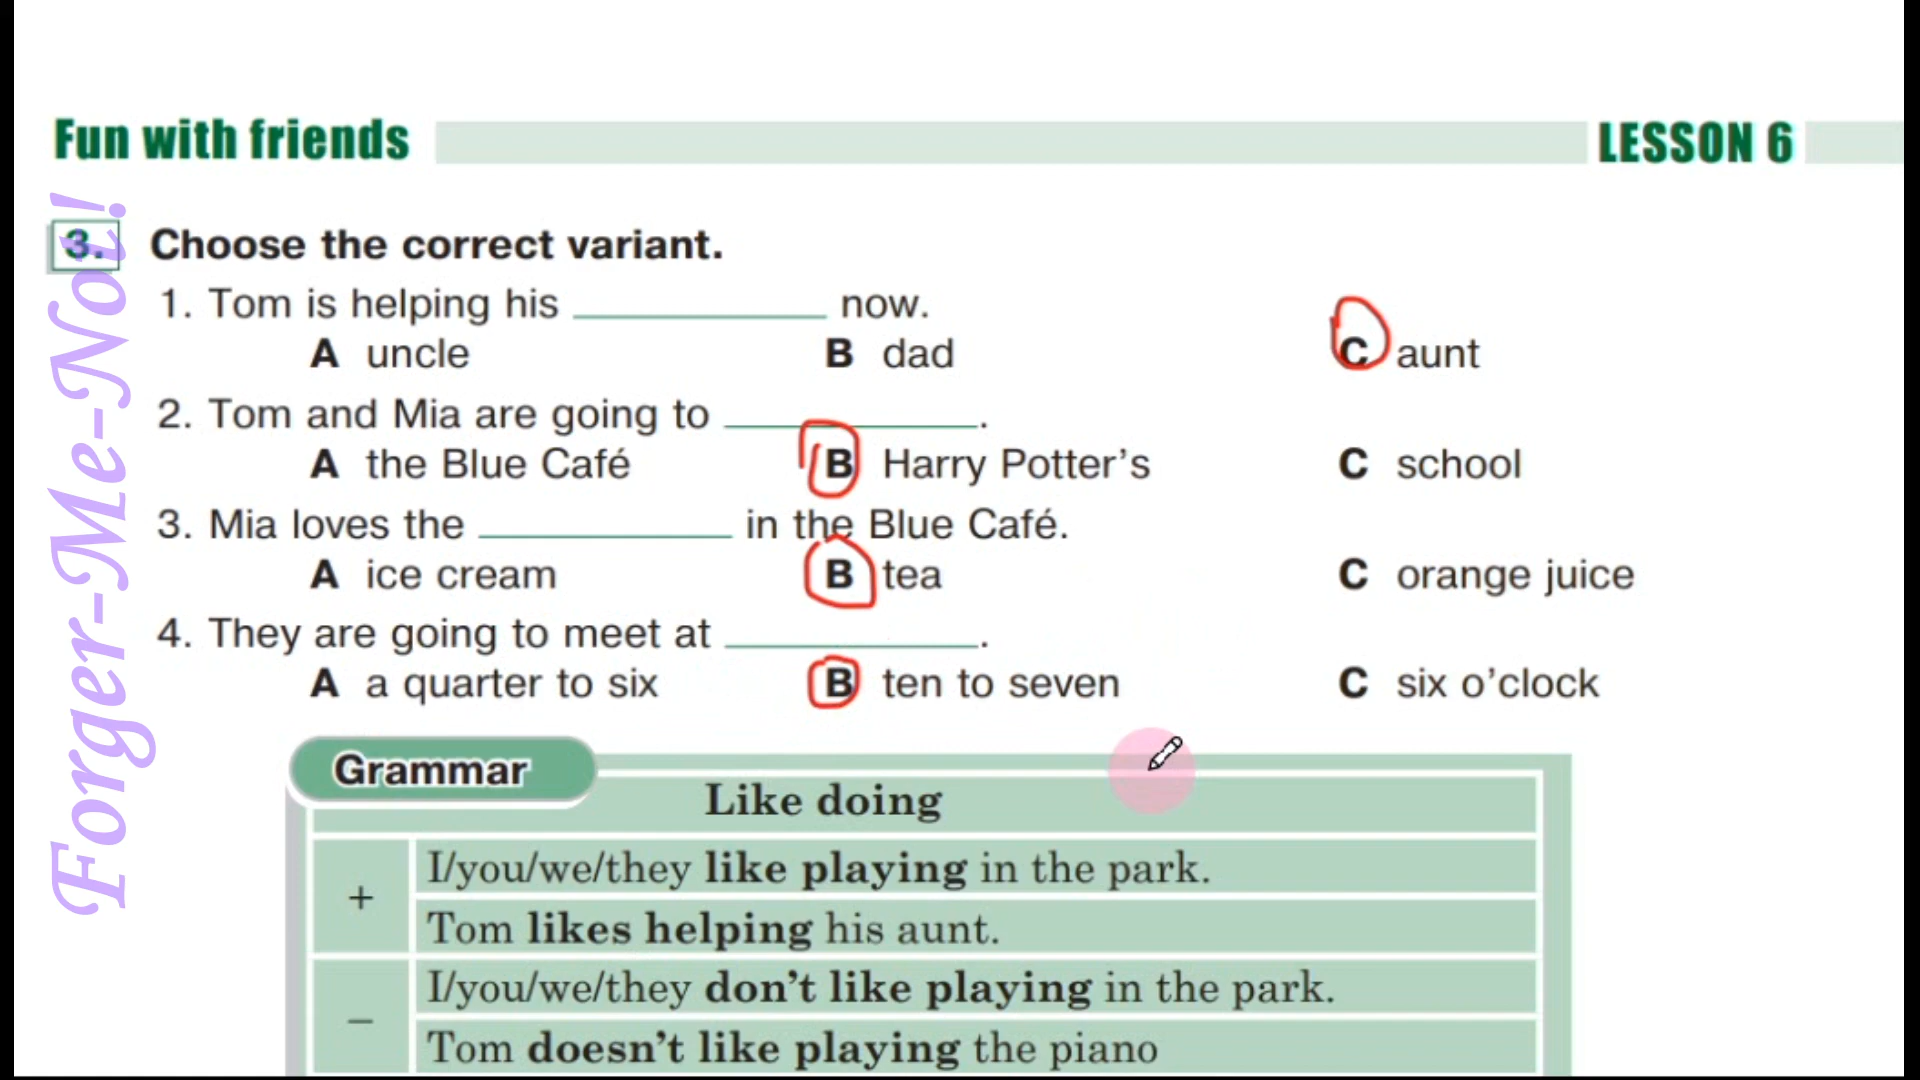 Fun with friends LESSON 6
3. Choose the correct variant.
1. Tom is helping his ____________ now.
A uncle B dad C aunt
2. Tom and Mia are going to ____________.
A the Blue Café B Harry Potter's C school
3. Mia loves the ____________ in the Blue Café.
A ice cream B tea C orange juice
4. They are going to meet at ____________.
A a quarter to six B ten to seven C six o'clock
Grammar
Like doing
+
I/you/we/they like playing in the park.
Tom likes helping his aunt.
–
I/you/we/they don't like playing in the park.
Tom doesn't like playing the piano
Forger-Me-Not!